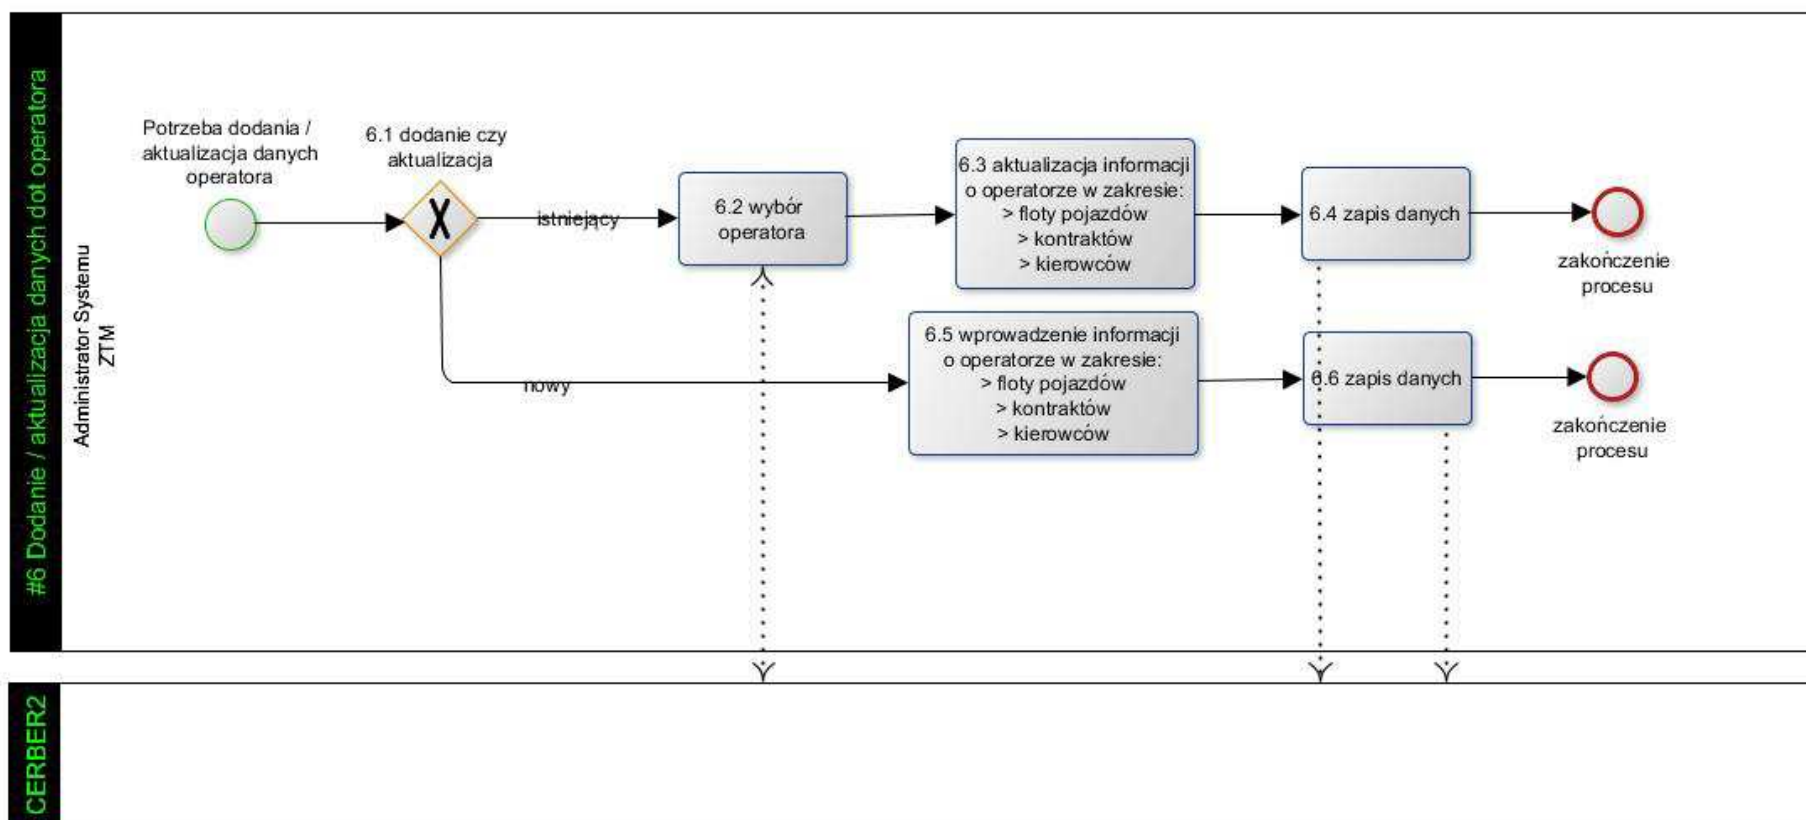 #6 Dodanie / aktualizacja danych dot operatora
Administrator Systemu
ZTM
Potrzeba dodania /
aktualizacja danych
operatora
6.1 dodanie czy
aktualizacja
istniejący
6.2 wybór
operatora
6.3 aktualizacja informacji
o operatorze w zakresie:
> floty pojazdów
> kontraktów
> kierowców
6.4 zapis danych
zakończenie
procesu
nowy
6.5 wprowadzenie informacji
o operatorze w zakresie:
> floty pojazdów
> kontraktów
> kierowców
6.6 zapis danych
zakończenie
procesu
CERBER2